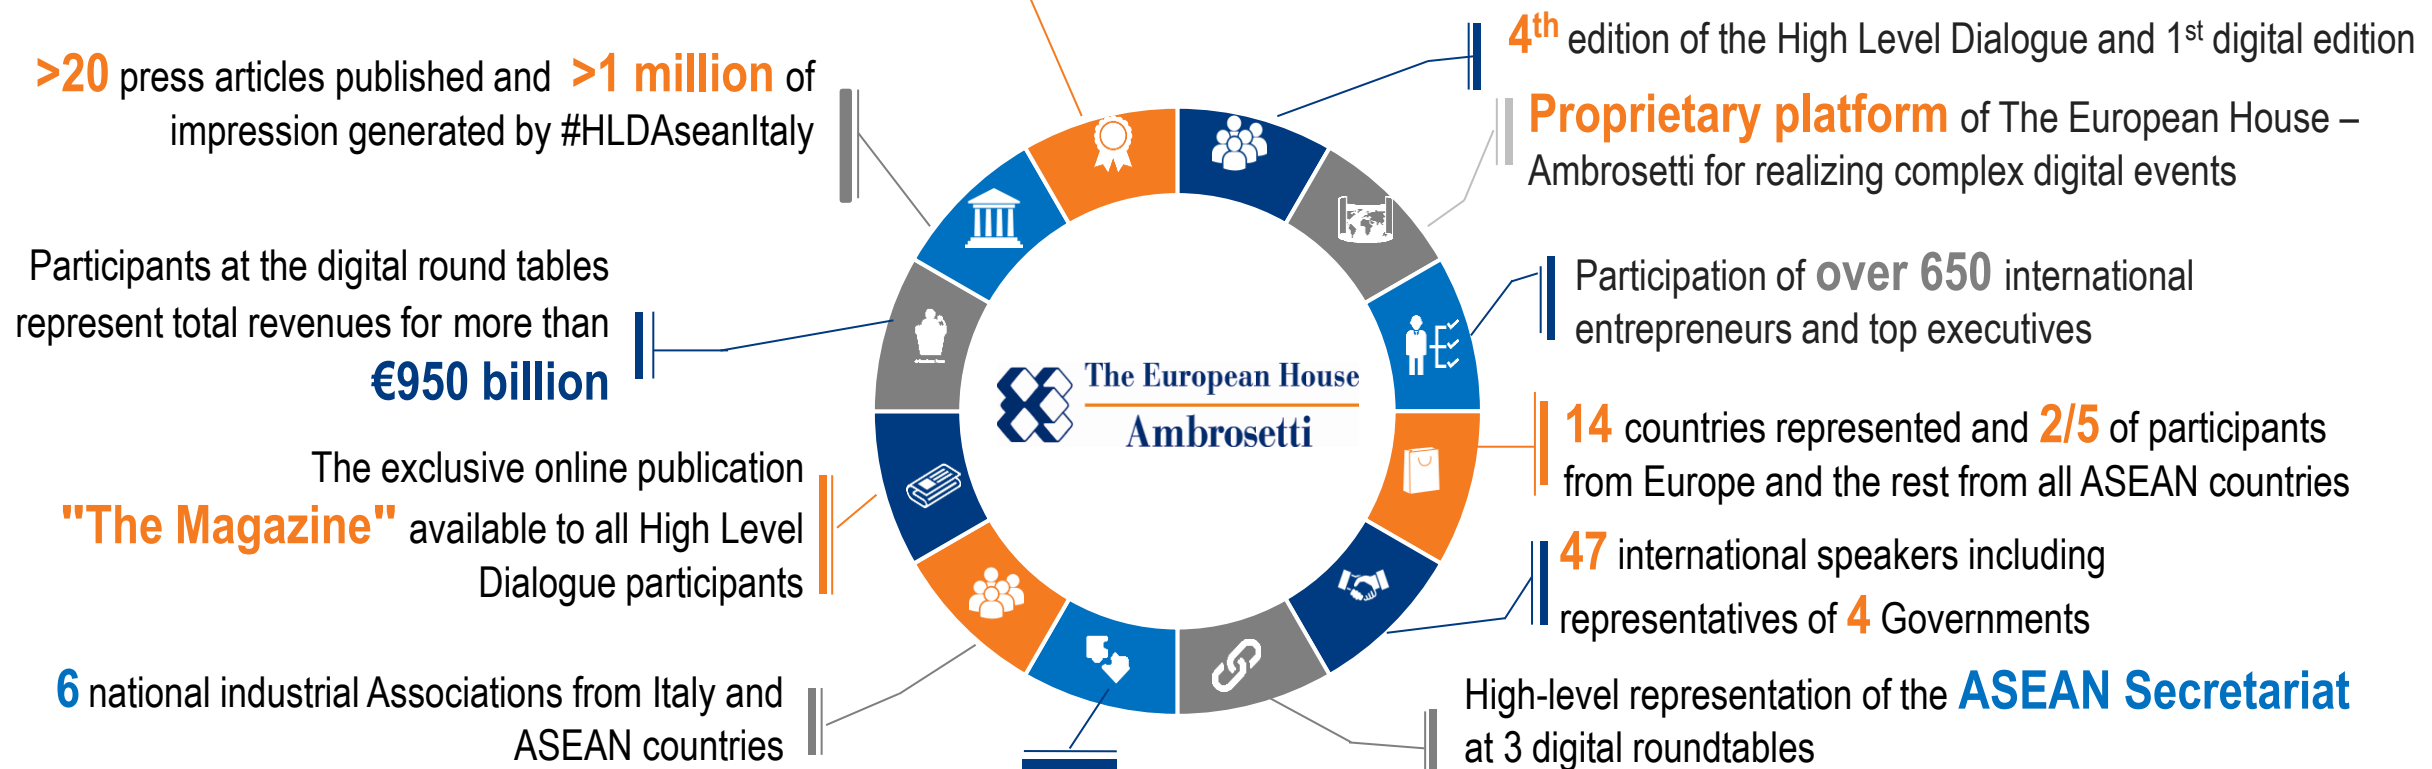 >20 press articles published and >1 million of
impression generated by #HLDAseanItaly
Participants at the digital round tables
represent total revenues for more than
€950 billion
The exclusive online publication
"The Magazine" available to all High Level
Dialogue participants
6 national industrial Associations from Italy and
ASEAN countries
The European House
Ambrosetti
4th edition of the High Level Dialogue and 1st digital edition
Proprietary platform of The European House –
Ambrosetti for realizing complex digital events
Participation of over 650 international
entrepreneurs and top executives
14 countries represented and 2/5 of participants
from Europe and the rest from all ASEAN countries
47 international speakers including
representatives of 4 Governments
High-level representation of the ASEAN Secretariat
at 3 digital roundtables